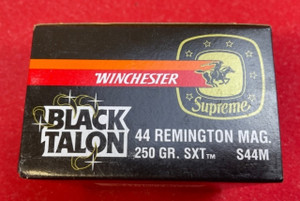 WINCHESTER
Supreme
BLACK
TALON
44 REMINGTON MAG.
250 GR. SXT™ S44M